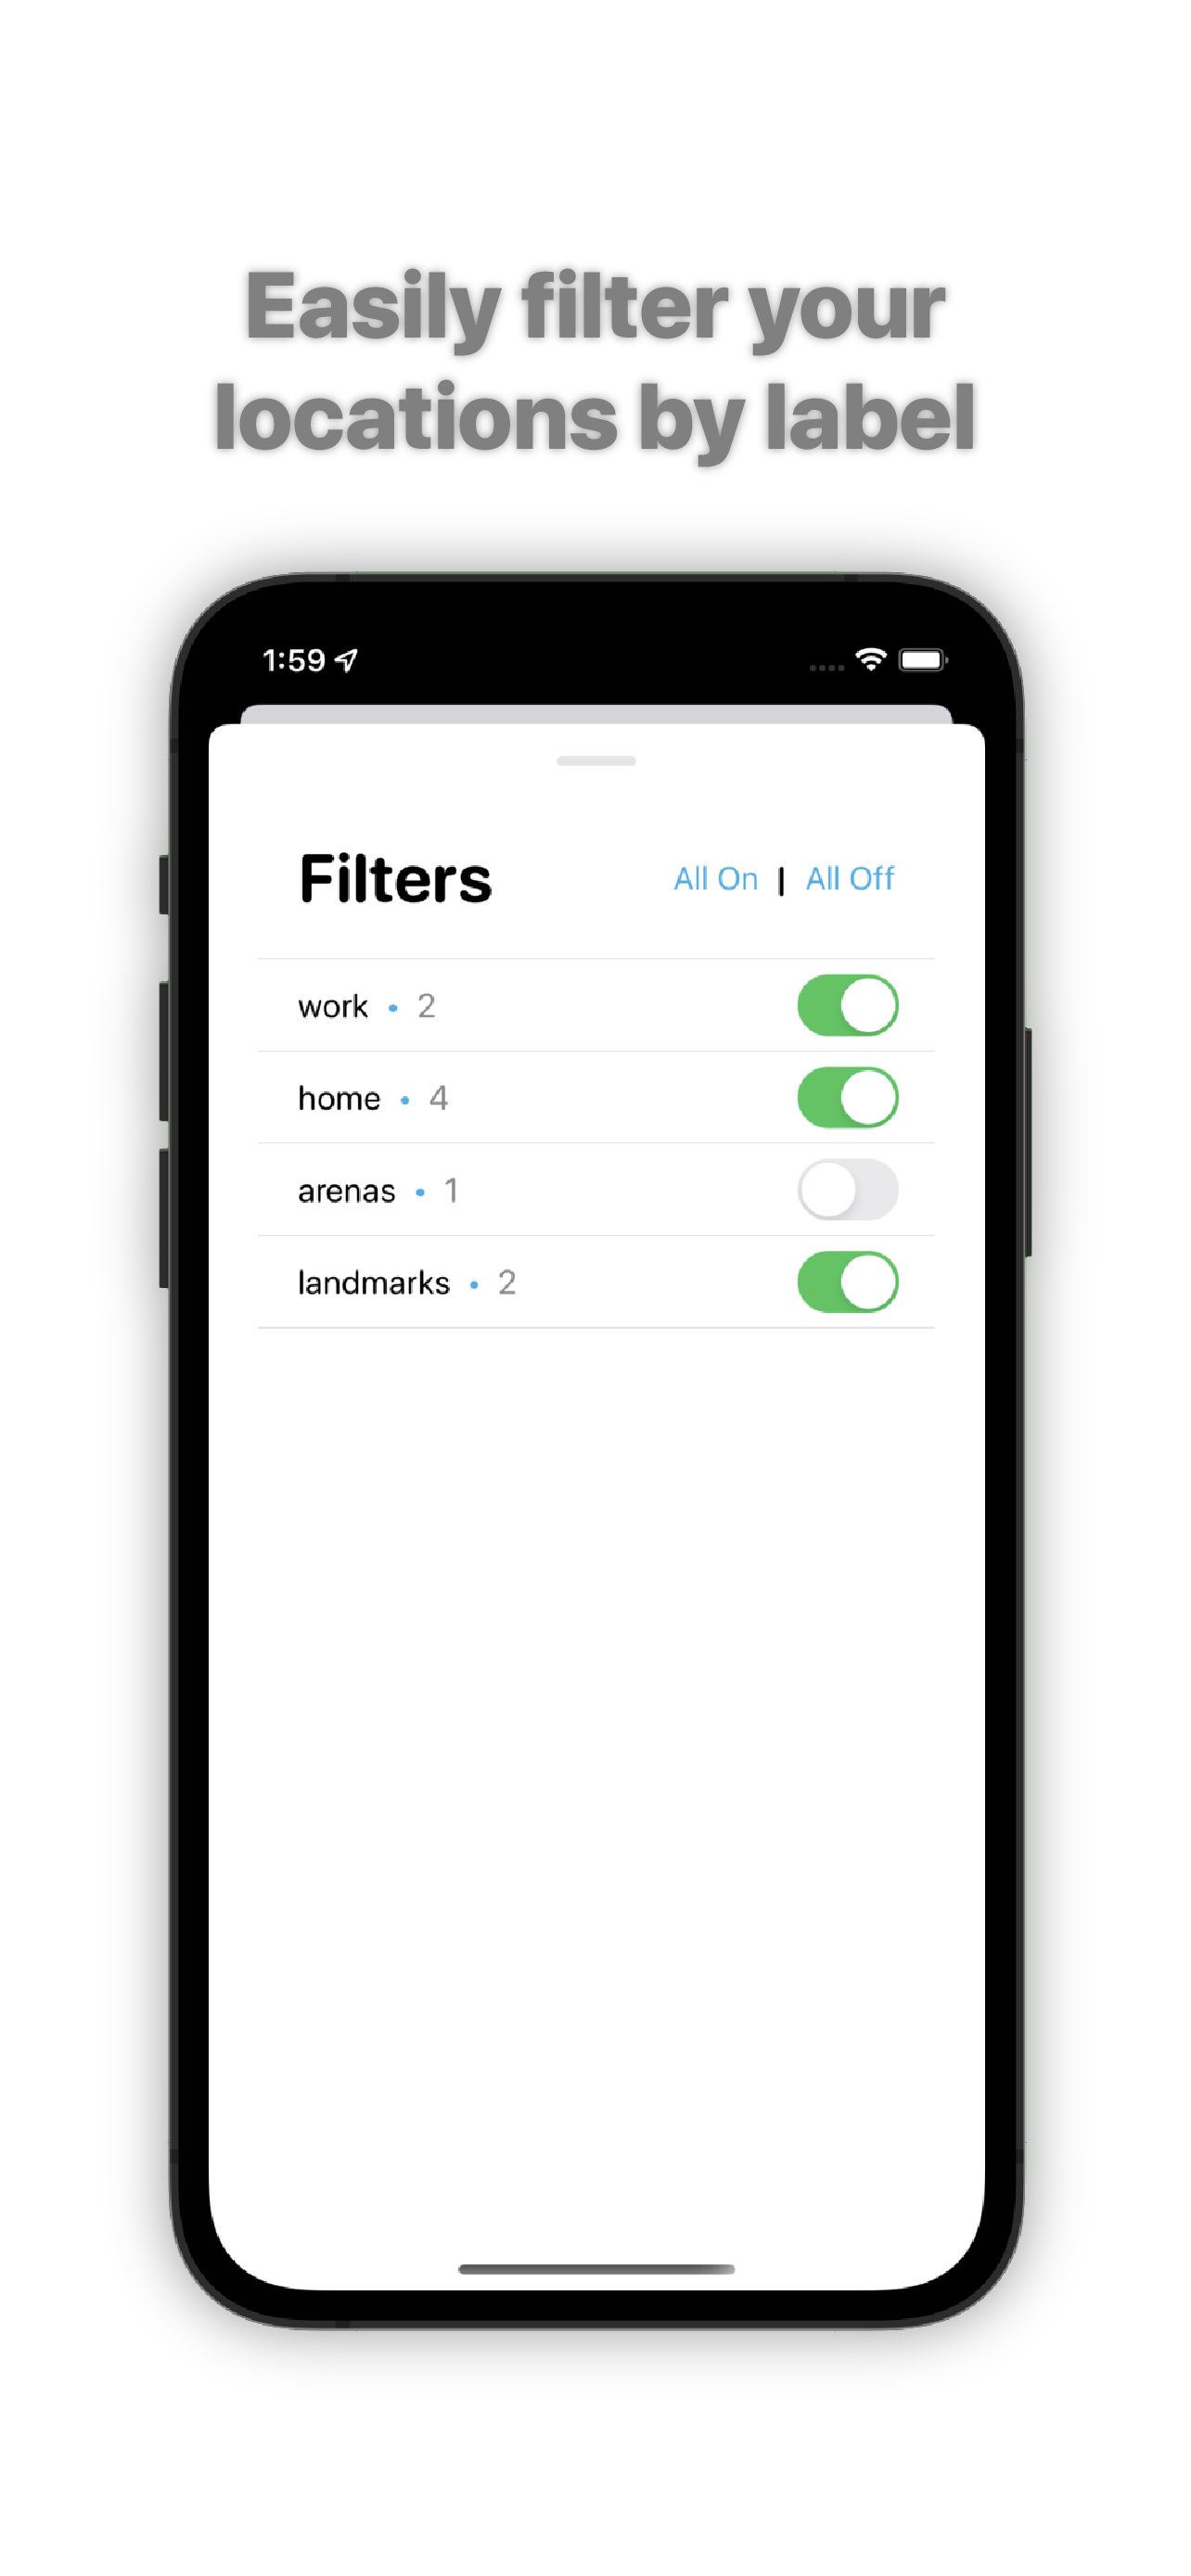 Easily filter your
locations by label
1:59
Filters
All On | All Off
work • 2
home • 4
arenas • 1
landmarks • 2